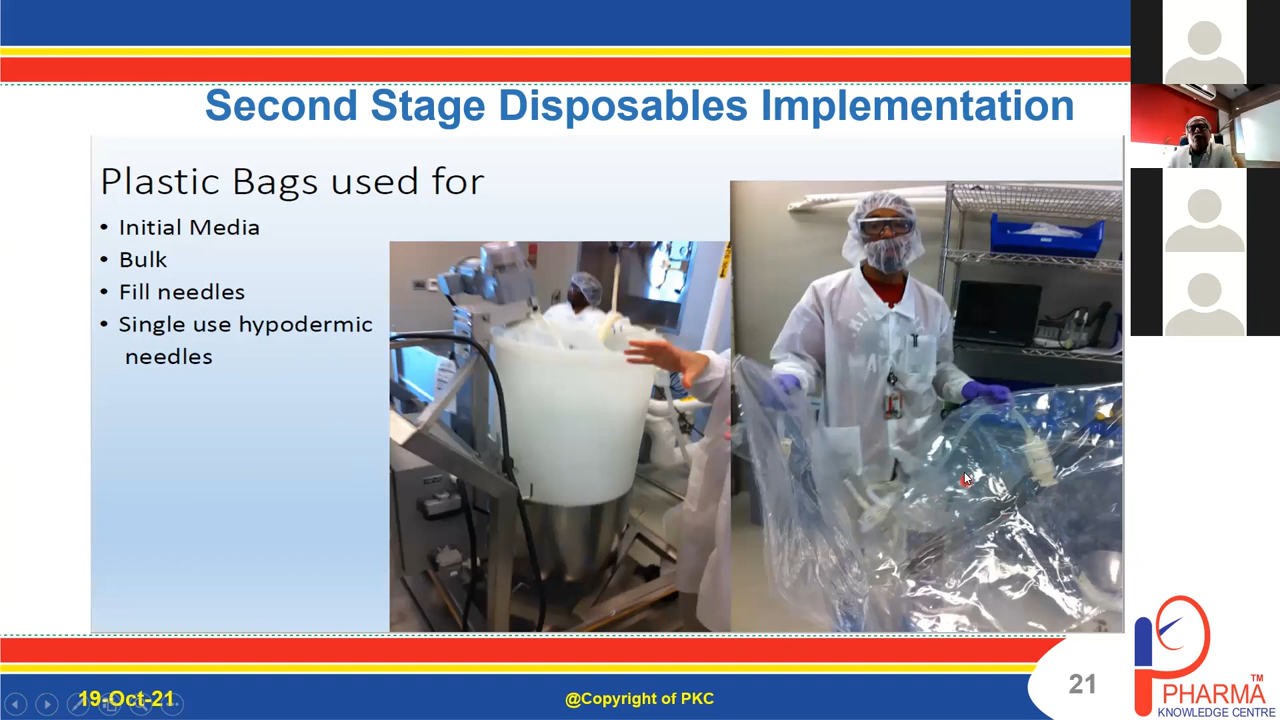 Second Stage Disposables Implementation
Plastic Bags used for
• Initial Media
• Bulk
• Fill needles
• Single use hypodermic
needles
19-Oct-21
@Copyright of PKC
21
PHARMA™
KNOWLEDGE CENTRE